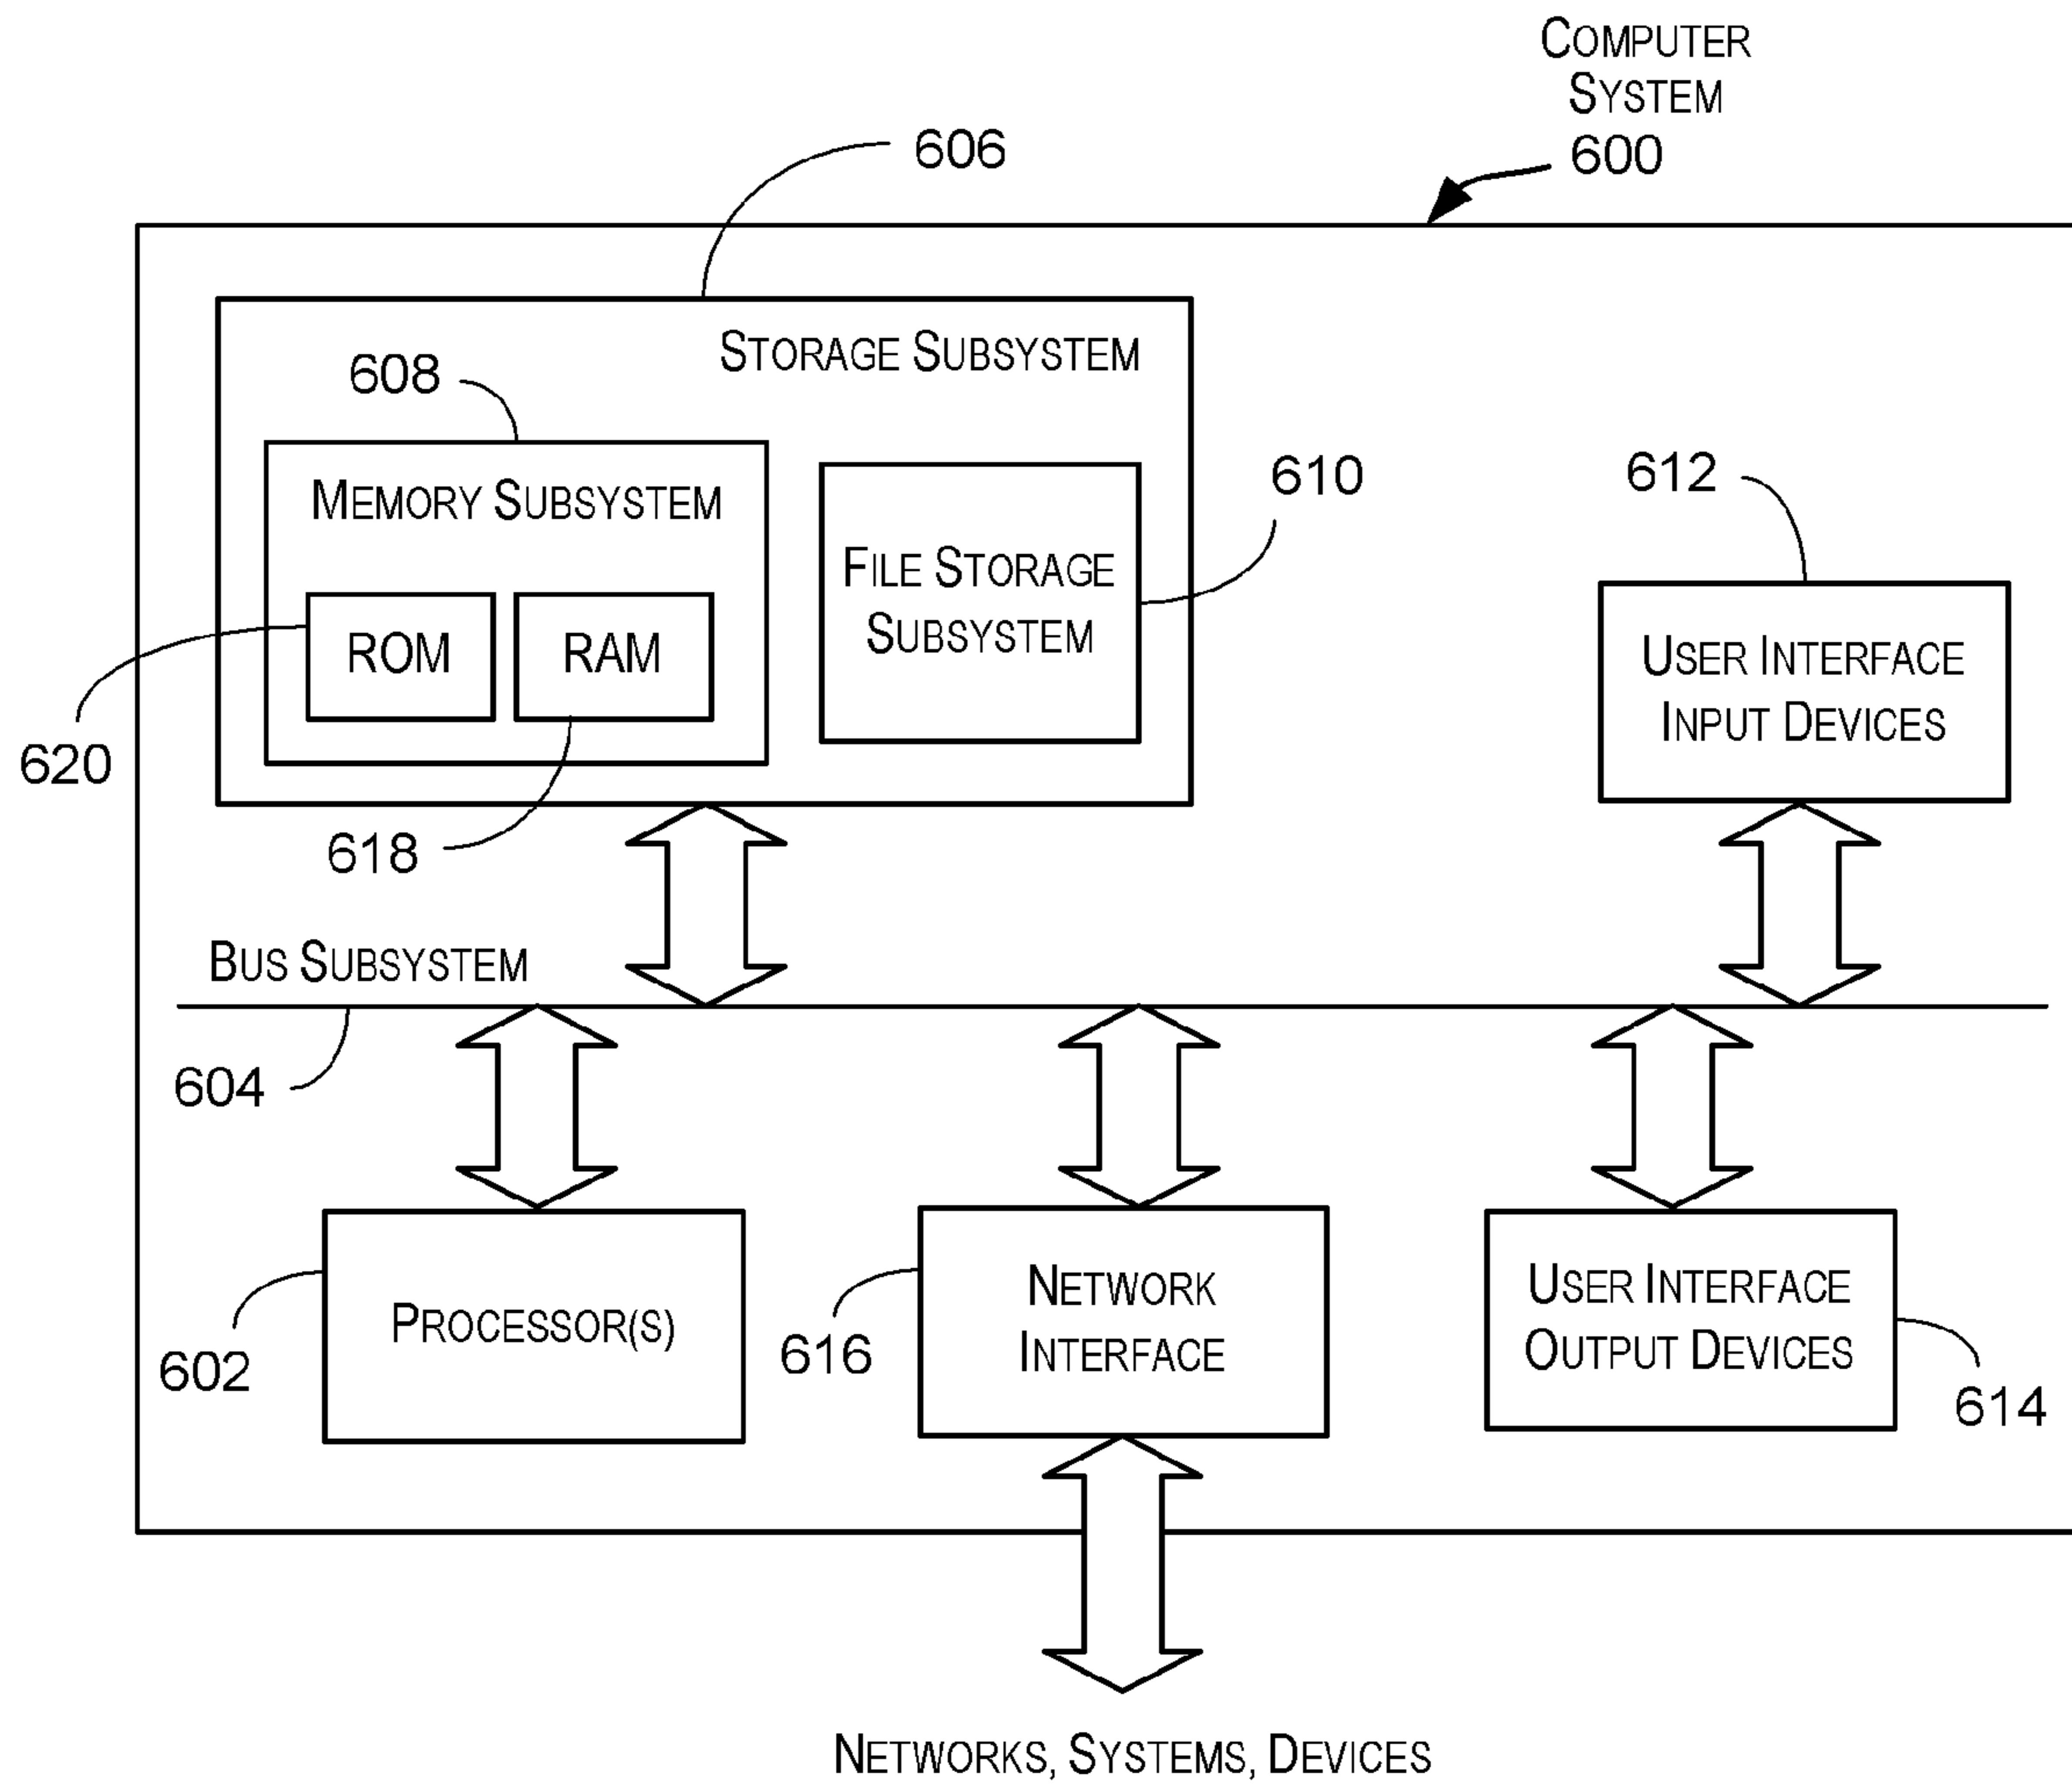 COMPUTER
SYSTEM
600
606
STORAGE SUBSYSTEM
608
MEMORY SUBSYSTEM
610
612
FILE STORAGE
SUBSYSTEM
ROM
RAM
USER INTERFACE
INPUT DEVICES
620
618
BUS SUBSYSTEM
604
PROCESSOR(S)
602
NETWORK
INTERFACE
616
USER INTERFACE
OUTPUT DEVICES
614
NETWORKS, SYSTEMS, DEVICES